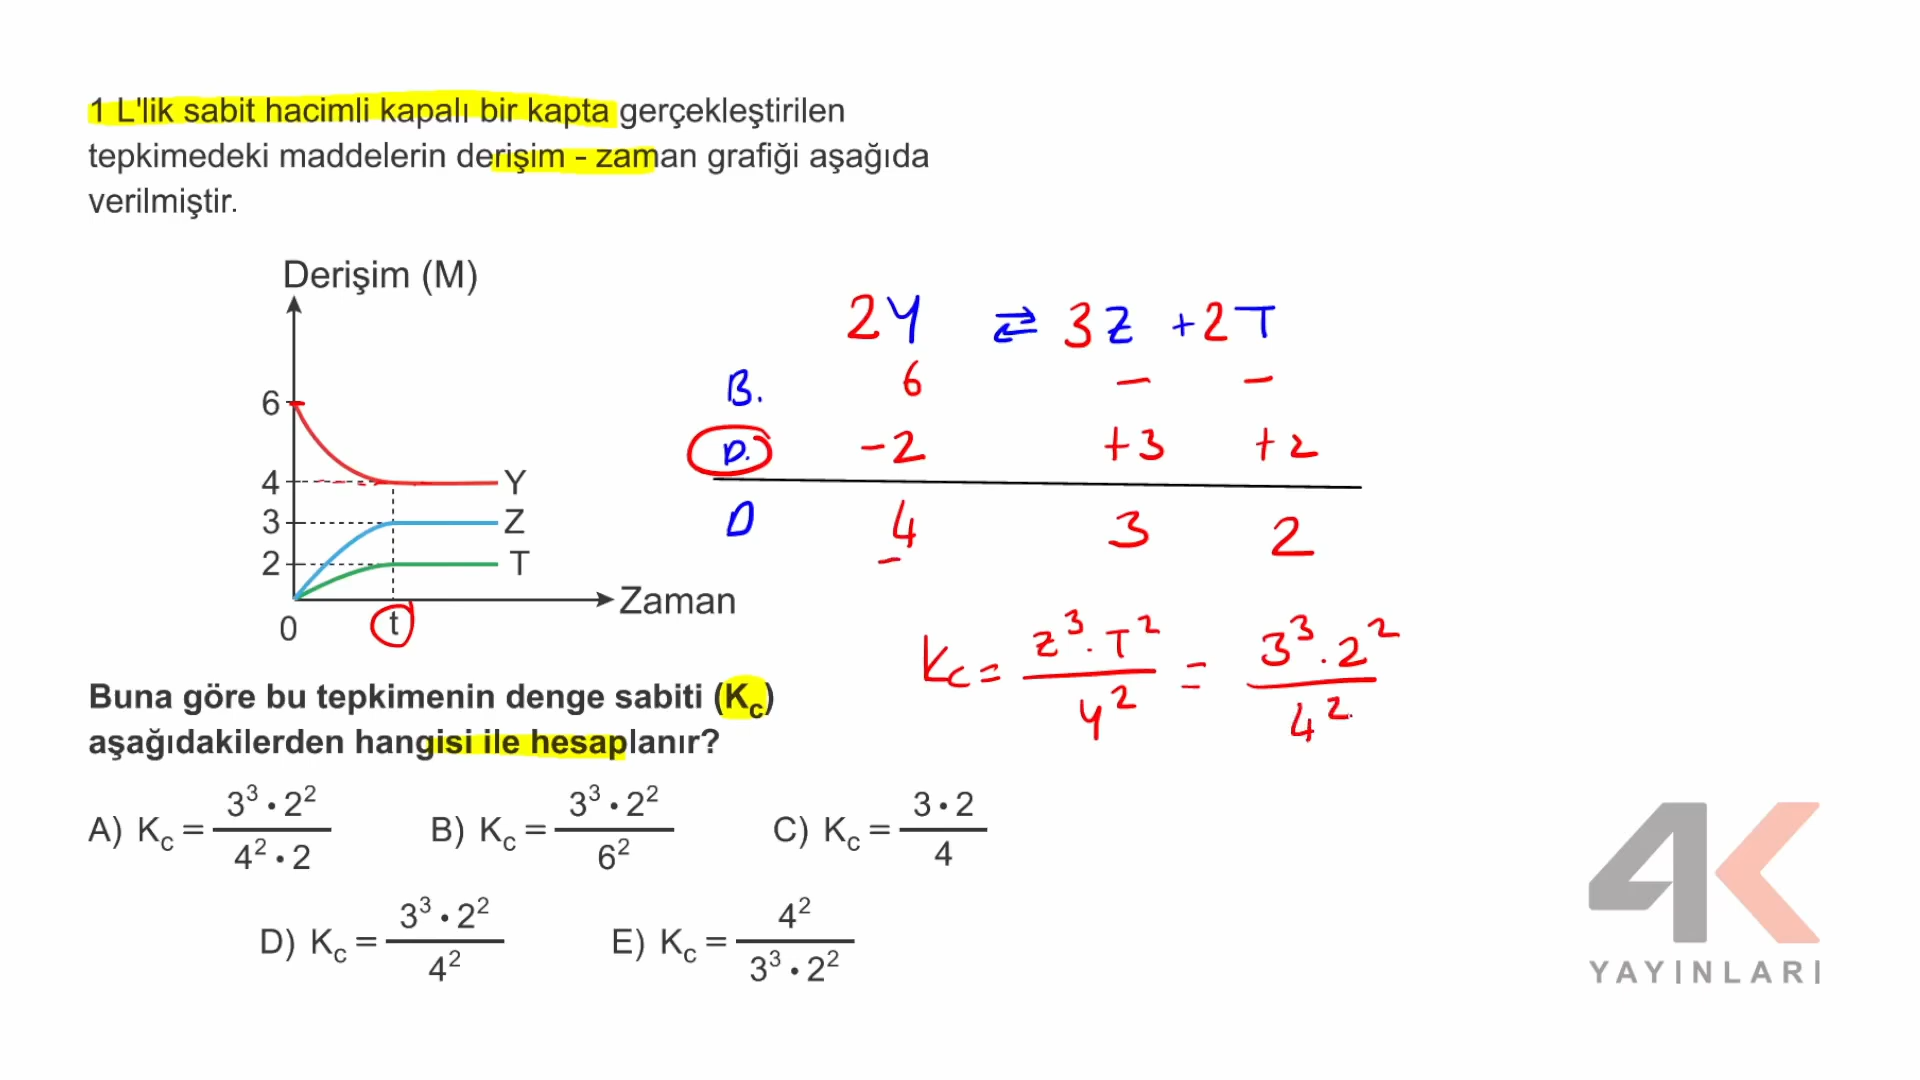 1 L'lik sabit hacimli kapalı bir kapta gerçekleştirilen
tepkimedeki maddelerin derişim - zaman grafiği aşağıda
verilmiştir.
Derişim (M)
6
4
3
2
0
t
Y
Z
T
Zaman
2Y ⇌ 3Z + 2T
B. 6 – –
D. -2 +3 +2
D 4 3 2
Kc = Z³.T² / Y² = 3³.2² / 4²
Buna göre bu tepkimenin denge sabiti (Kc)
aşağıdakilerden hangisi ile hesaplanır?
A) Kc = 3³ • 2² / 4² • 2 B) Kc = 3³ • 2² / 6² C) Kc = 3 • 2 / 4
D) Kc = 3³ • 2² / 4² E) Kc = 4² / 3³ • 2²
4K
YAYINLARI